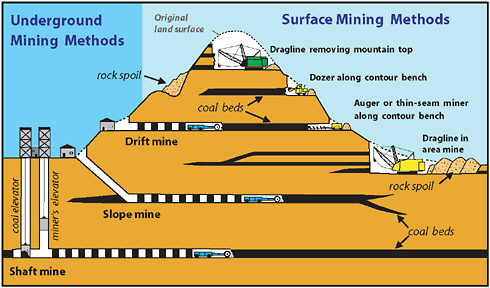 Underground
Mining Methods
Original
land surface
Surface Mining Methods
Dragline removing mountain top
rock spoil
Dozer along contour bench
coal beds
Auger or thin-seam miner
along contour bench
Drift mine
Dragline in
area mine
rock spoil
coal elevator
miner's elevator
Slope mine
coal beds
Shaft mine